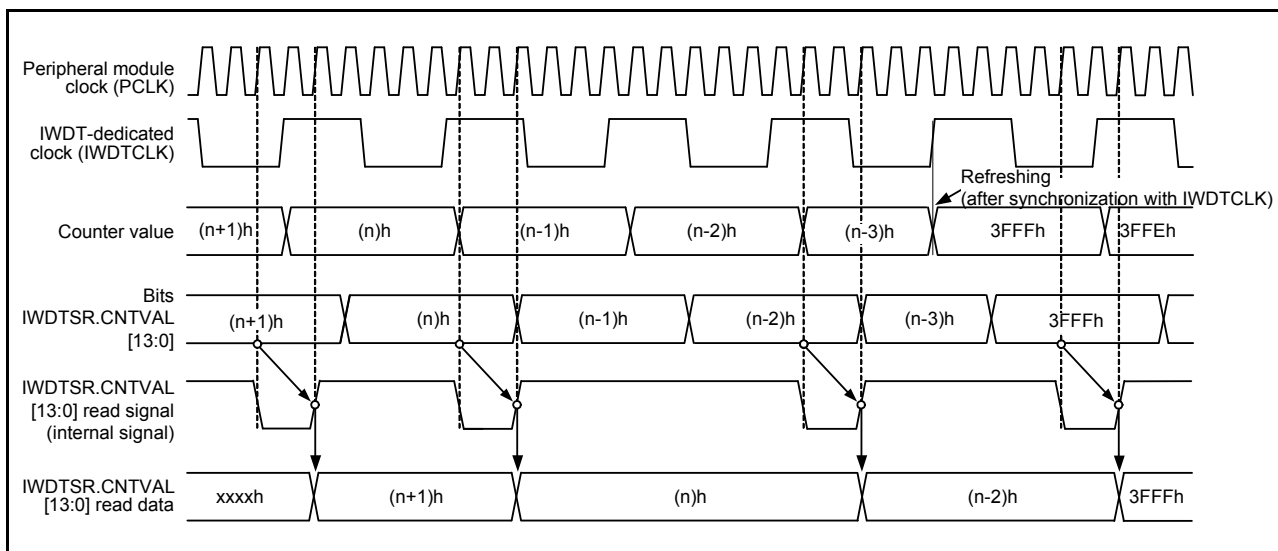 Peripheral module
clock (PCLK)
IWDT-dedicated
clock (IWDTCLK)
Refreshing
(after synchronization with IWDTCLK)
Counter value
(n+1)h
(n)h
(n-1)h
(n-2)h
(n-3)h
3FFFh
3FFEh
Bits
IWDTSR.CNTVAL
[13:0]
(n+1)h
(n)h
(n-1)h
(n-2)h
(n-3)h
3FFFh
IWDTSR.CNTVAL
[13:0] read signal
(internal signal)
IWDTSR.CNTVAL
[13:0] read data
xxxxh
(n+1)h
(n)h
(n-2)h
3FFFh